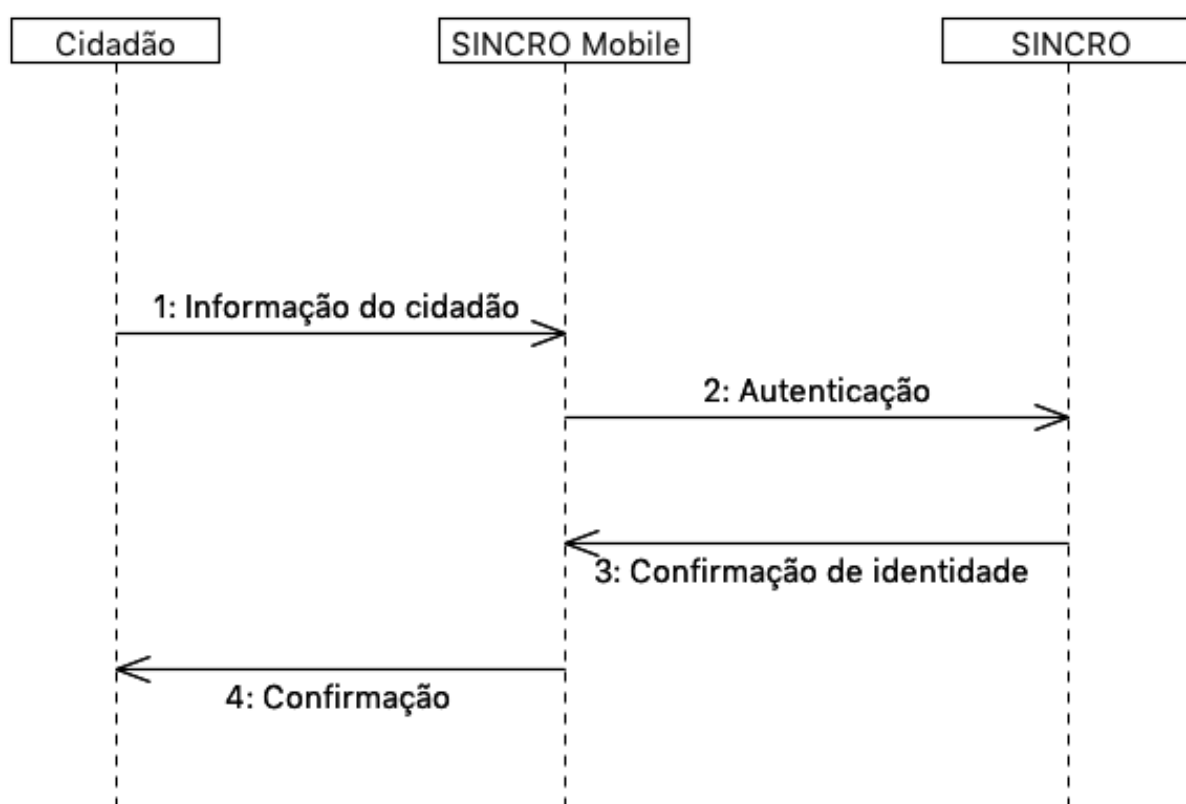 Cidadão
SINCRO Mobile
SINCRO
1: Informação do cidadão
2: Autenticação
3: Confirmação de identidade
4: Confirmação